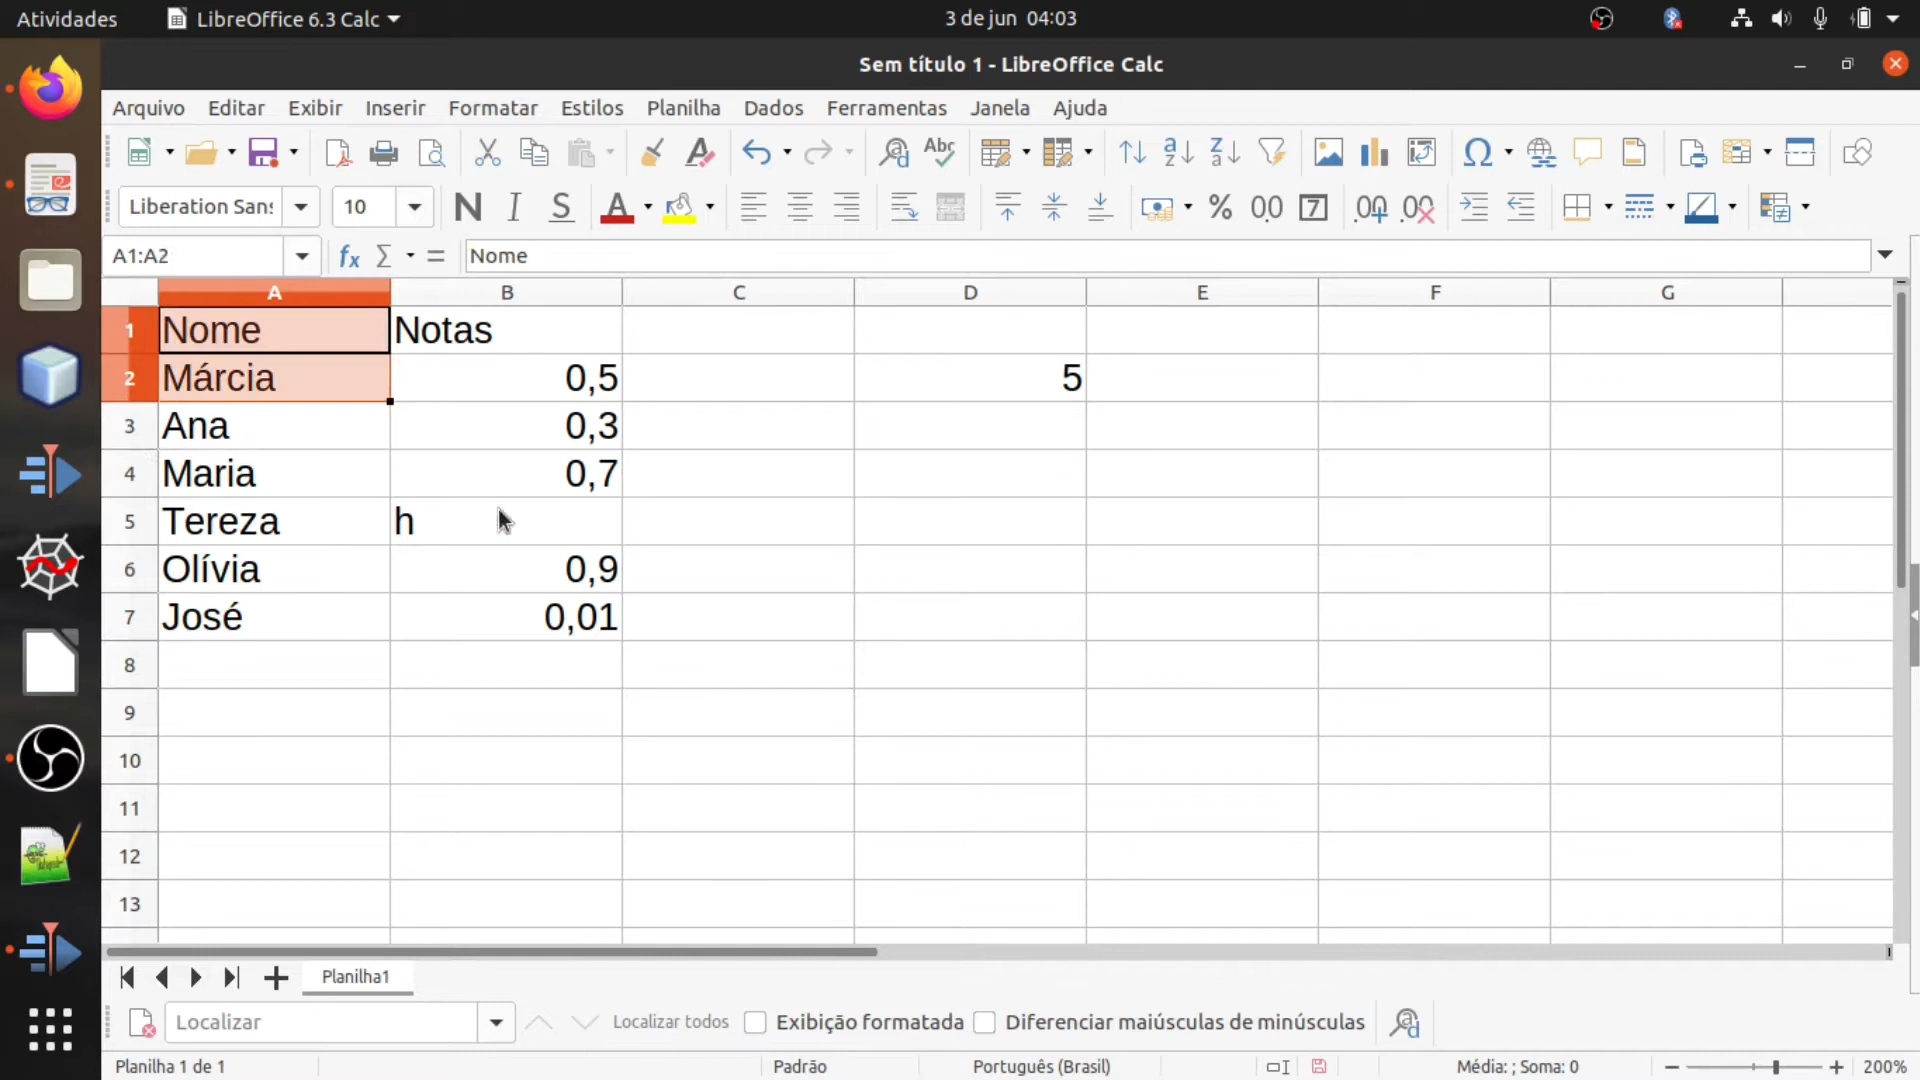 Atividades LibreOffice 6.3 Calc 3 de jun 04:03
Sem título 1 - LibreOffice Calc
Arquivo Editar Exibir Inserir Formatar Estilos Planilha Dados Ferramentas Janela Ajuda
Liberation Sans 10 N I S A % 0.0 7 .00 .00
A1:A2 fx Σ = Nome
A B C D E F G
1 Nome Notas
2 Márcia 0,5 5
3 Ana 0,3
4 Maria 0,7
5 Tereza h
6 Olívia 0,9
7 José 0,01
8
9
10
11
12
13
Planilha1
Localizar Localizar todos Exibição formatada Diferenciar maiúsculas de minúsculas
Planilha 1 de 1 Padrão Português (Brasil) Média: ; Soma: 0 200%